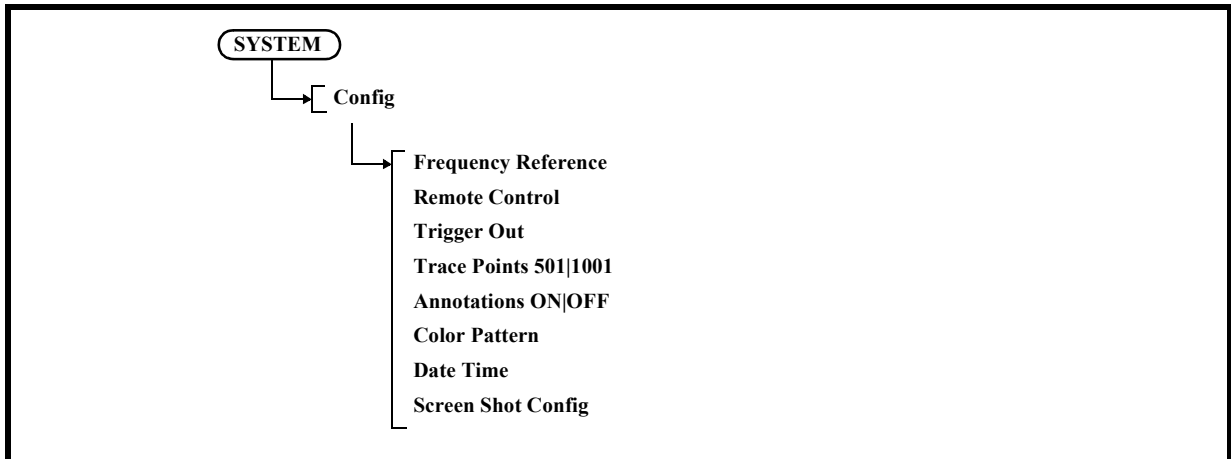 SYSTEM
Config
Frequency Reference
Remote Control
Trigger Out
Trace Points 501|1001
Annotations ON|OFF
Color Pattern
Date Time
Screen Shot Config